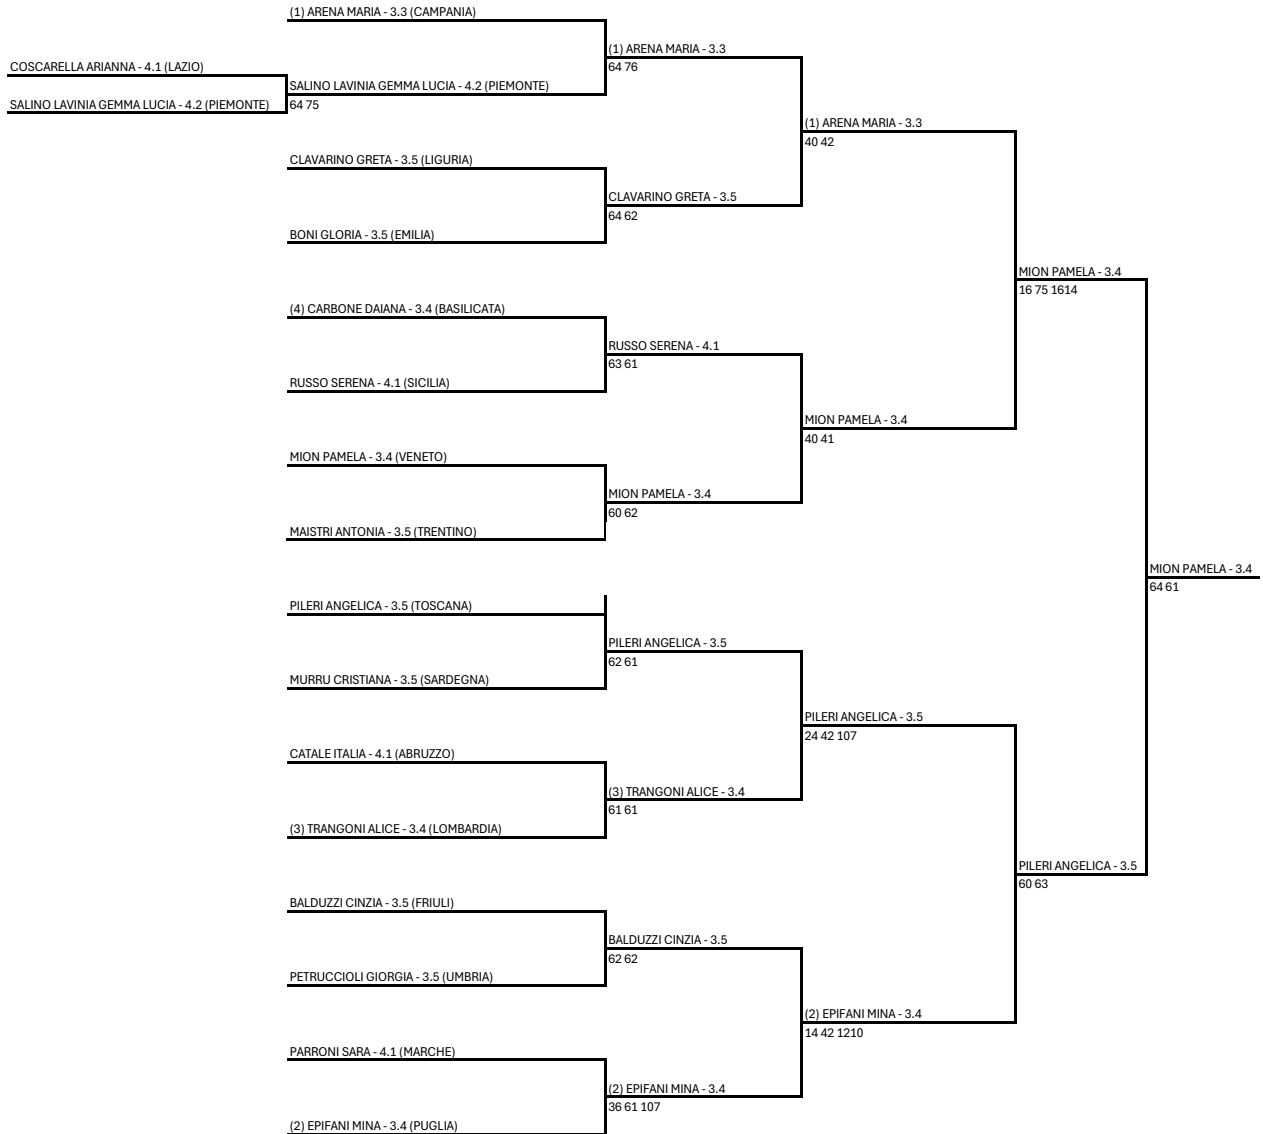 (1) ARENA MARIA - 3.3 (CAMPANIA)
(1) ARENA MARIA - 3.3
COSCARELLA ARIANNA - 4.1 (LAZIO)
64 76
SALINO LAVINIA GEMMA LUCIA - 4.2 (PIEMONTE)
SALINO LAVINIA GEMMA LUCIA - 4.2 (PIEMONTE)
64 75
(1) ARENA MARIA - 3.3
40 42
CLAVARINO GRETA - 3.5 (LIGURIA)
CLAVARINO GRETA - 3.5
64 62
BONI GLORIA - 3.5 (EMILIA)
MION PAMELA - 3.4
16 75 1614
(4) CARBONE DAIANA - 3.4 (BASILICATA)
RUSSO SERENA - 4.1
63 61
RUSSO SERENA - 4.1 (SICILIA)
MION PAMELA - 3.4
40 41
MION PAMELA - 3.4 (VENETO)
MION PAMELA - 3.4
60 62
MAISTRI ANTONIA - 3.5 (TRENTINO)
MION PAMELA - 3.4
64 61
PILERI ANGELICA - 3.5 (TOSCANA)
PILERI ANGELICA - 3.5
62 61
MURRU CRISTIANA - 3.5 (SARDEGNA)
PILERI ANGELICA - 3.5
24 42 107
CATALE ITALIA - 4.1 (ABRUZZO)
(3) TRANGONI ALICE - 3.4
61 61
(3) TRANGONI ALICE - 3.4 (LOMBARDIA)
PILERI ANGELICA - 3.5
60 63
BALDUZZI CINZIA - 3.5 (FRIULI)
BALDUZZI CINZIA - 3.5
62 62
PETRUCCIOLI GIORGIA - 3.5 (UMBRIA)
(2) EPIFANI MINA - 3.4
14 42 1210
PARRONI SARA - 4.1 (MARCHE)
(2) EPIFANI MINA - 3.4
36 61 107
(2) EPIFANI MINA - 3.4 (PUGLIA)